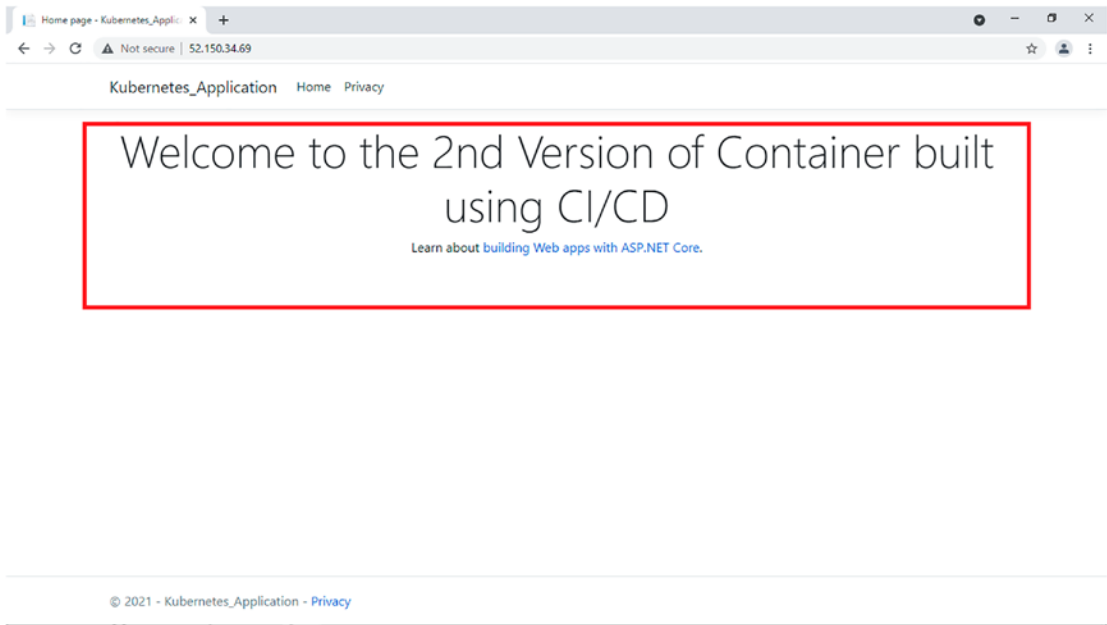 Home page - Kubernetes_Applic
Not secure | 52.150.34.69
Kubernetes_Application Home Privacy
Welcome to the 2nd Version of Container built
using CI/CD
Learn about building Web apps with ASP.NET Core.
© 2021 - Kubernetes_Application - Privacy